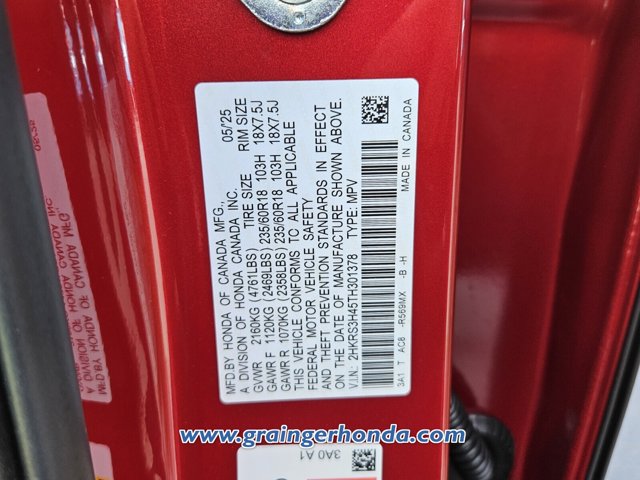 MFD.BY HONDA OF CANADA MFG., 05/25
A DIVISION OF HONDA CANADA INC.
TIRE SIZE RIM SIZE
GVWR 2160KG (4761LBS)
GAWR F 1120KG (2469LBS) 235/60R18 103H 18X7.5J
GAWR R 1070KG (2358LBS) 235/60R18 103H 18X7.5J
THIS VEHICLE CONFORMS TO ALL APPLICABLE
FEDERAL MOTOR VEHICLE SAFETY
AND THEFT PREVENTION STANDARDS IN EFFECT
ON THE DATE OF MANUFACTURE SHOWN ABOVE.
V.I.N.: 2HKRS3H45TH301378 TYPE: MPV
3A1 T AC8 -R569MX -B -H
MADE IN CANADA
3A0 A1
www.graingerhonda.com